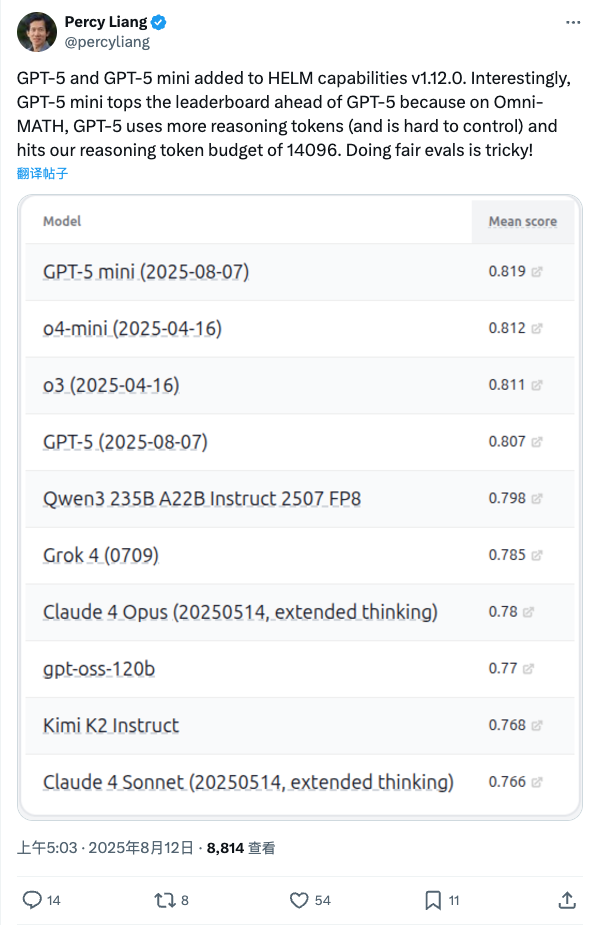 Percy Liang
@percyliang
GPT-5 and GPT-5 mini added to HELM capabilities v1.12.0. Interestingly,
GPT-5 mini tops the leaderboard ahead of GPT-5 because on Omni-
MATH, GPT-5 uses more reasoning tokens (and is hard to control) and
hits our reasoning token budget of 14096. Doing fair evals is tricky!
翻译帖子
Model Mean score
GPT-5 mini (2025-08-07) 0.819
o4-mini (2025-04-16) 0.812
o3 (2025-04-16) 0.811
GPT-5 (2025-08-07) 0.807
Qwen3 235B A22B Instruct 2507 FP8 0.798
Grok 4 (0709) 0.785
Claude 4 Opus (20250514, extended thinking) 0.78
gpt-oss-120b 0.77
Kimi K2 Instruct 0.768
Claude 4 Sonnet (20250514, extended thinking) 0.766
上午5:03 · 2025年8月12日 · 8,814 查看
14 8 54 11